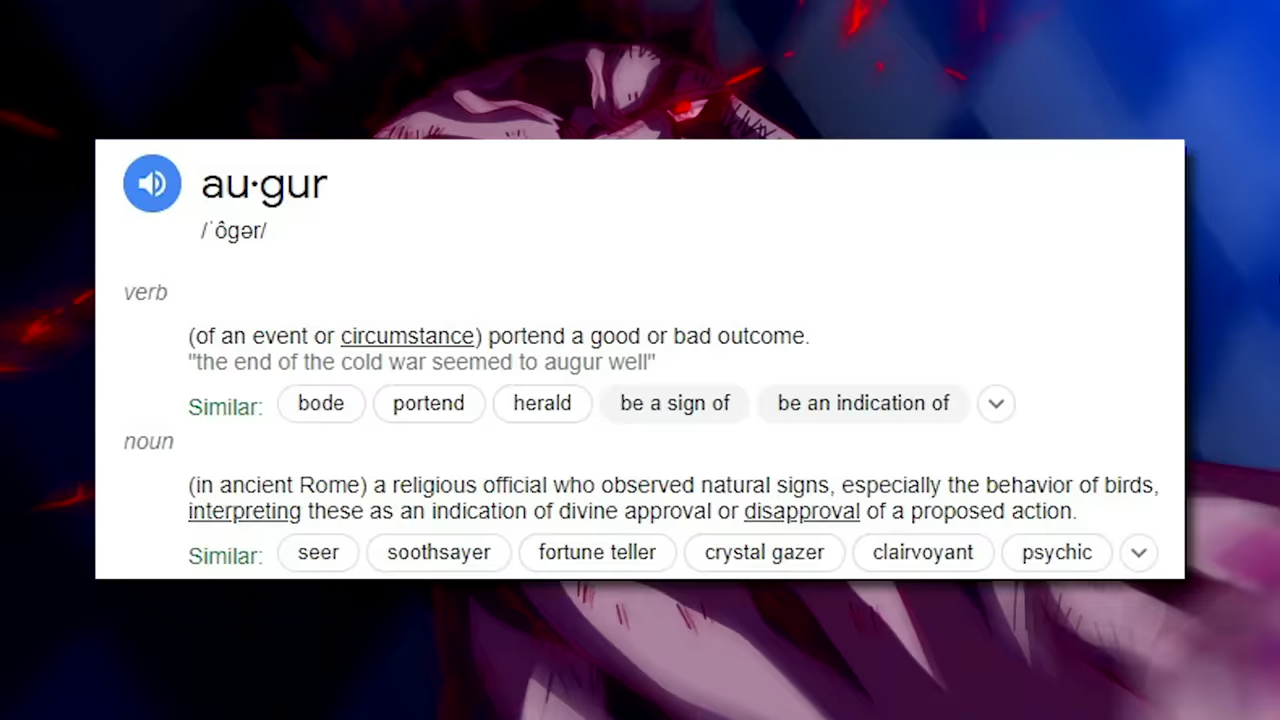 au·gur
/ˈôɡər/
verb
(of an event or circumstance) portend a good or bad outcome.
"the end of the cold war seemed to augur well"
Similar: bode portend herald be a sign of be an indication of
noun
(in ancient Rome) a religious official who observed natural signs, especially the behavior of birds,
interpreting these as an indication of divine approval or disapproval of a proposed action.
Similar: seer soothsayer fortune teller crystal gazer clairvoyant psychic